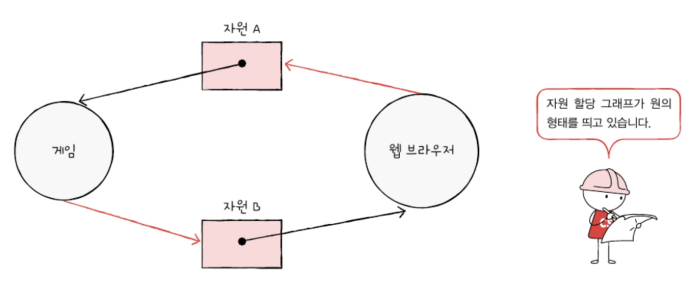 자원 A
게임
웹 브라우저
자원 B
자원 할당 그래프가 원의
형태를 띄고 있습니다.